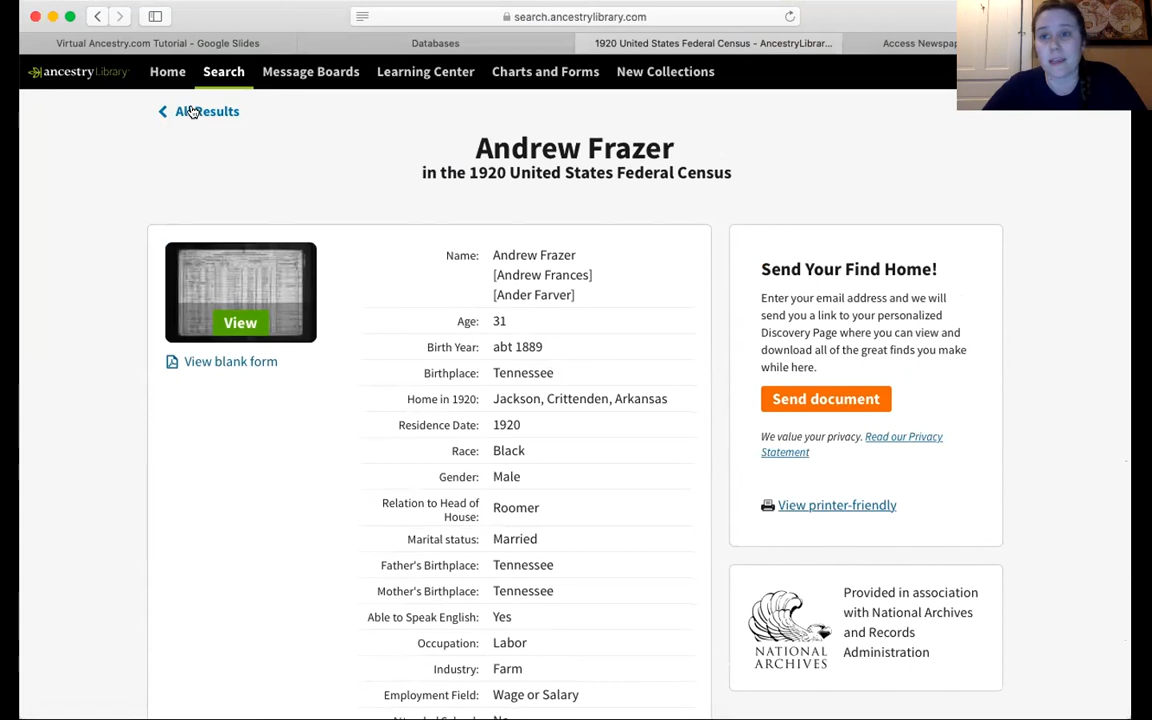 search.ancestrylibrary.com
Virtual Ancestry.com Tutorial - Google Slides
Databases
1920 United States Federal Census - AncestryLibrar...
Access Newspap
ancestryLibrary
Home
Search
Message Boards
Learning Center
Charts and Forms
New Collections
All Results
Andrew Frazer
in the 1920 United States Federal Census
View
View blank form
Name: Andrew Frazer
[Andrew Frances]
[Ander Farver]
Age: 31
Birth Year: abt 1889
Birthplace: Tennessee
Home in 1920: Jackson, Crittenden, Arkansas
Residence Date: 1920
Race: Black
Gender: Male
Relation to Head of House: Roomer
Marital status: Married
Father's Birthplace: Tennessee
Mother's Birthplace: Tennessee
Able to Speak English: Yes
Occupation: Labor
Industry: Farm
Employment Field: Wage or Salary
Send Your Find Home!
Enter your email address and we will
send you a link to your personalized
Discovery Page where you can view and
download all of the great finds you make
while here.
Send document
We value your privacy. Read our Privacy
Statement
View printer-friendly
NATIONAL
ARCHIVES
Provided in association
with National Archives
and Records
Administration